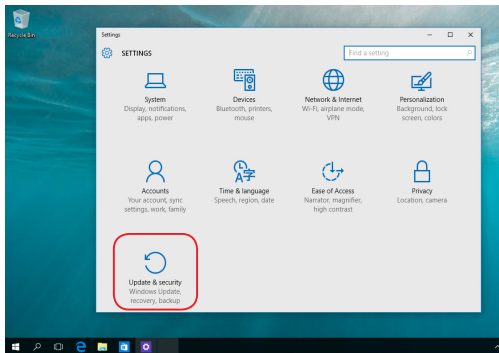 Recycle Bin
Settings
SETTINGS
Find a setting
System
Display, notifications,
apps, power
Devices
Bluetooth, printers,
mouse
Network & Internet
Wi-Fi, airplane mode,
VPN
Personalization
Background, lock
screen, colors
Accounts
Your account, sync
settings, work, family
Time & language
Speech, region, date
Ease of Access
Narrator, magnifier,
high contrast
Privacy
Location, camera
Update & security
Windows Update,
recovery, backup